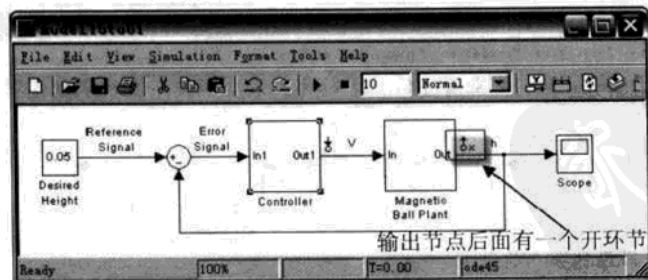 File Edit View Simulation Format Tools Help
10 Normal
Reference Signal
Error Signal
0.05
Desired Height
+
-
In1 Out1
Controller
V
In Out
Magnetic Ball Plant
h
Scope
输出节点后面有一个开环节
Ready 100% T=0.00 ode45